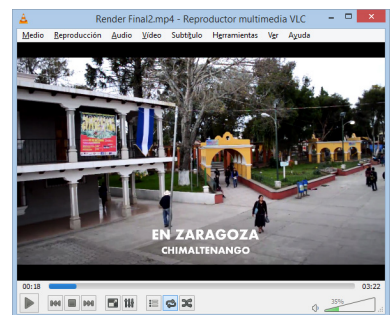 Render Final2.mp4 - Reproductor multimedia VLC
Medio Reproducción Audio Vídeo Subtítulo Herramientas Ver Ayuda
EN ZARAGOZA
CHIMALTENANGO
00:18 03:22
35%